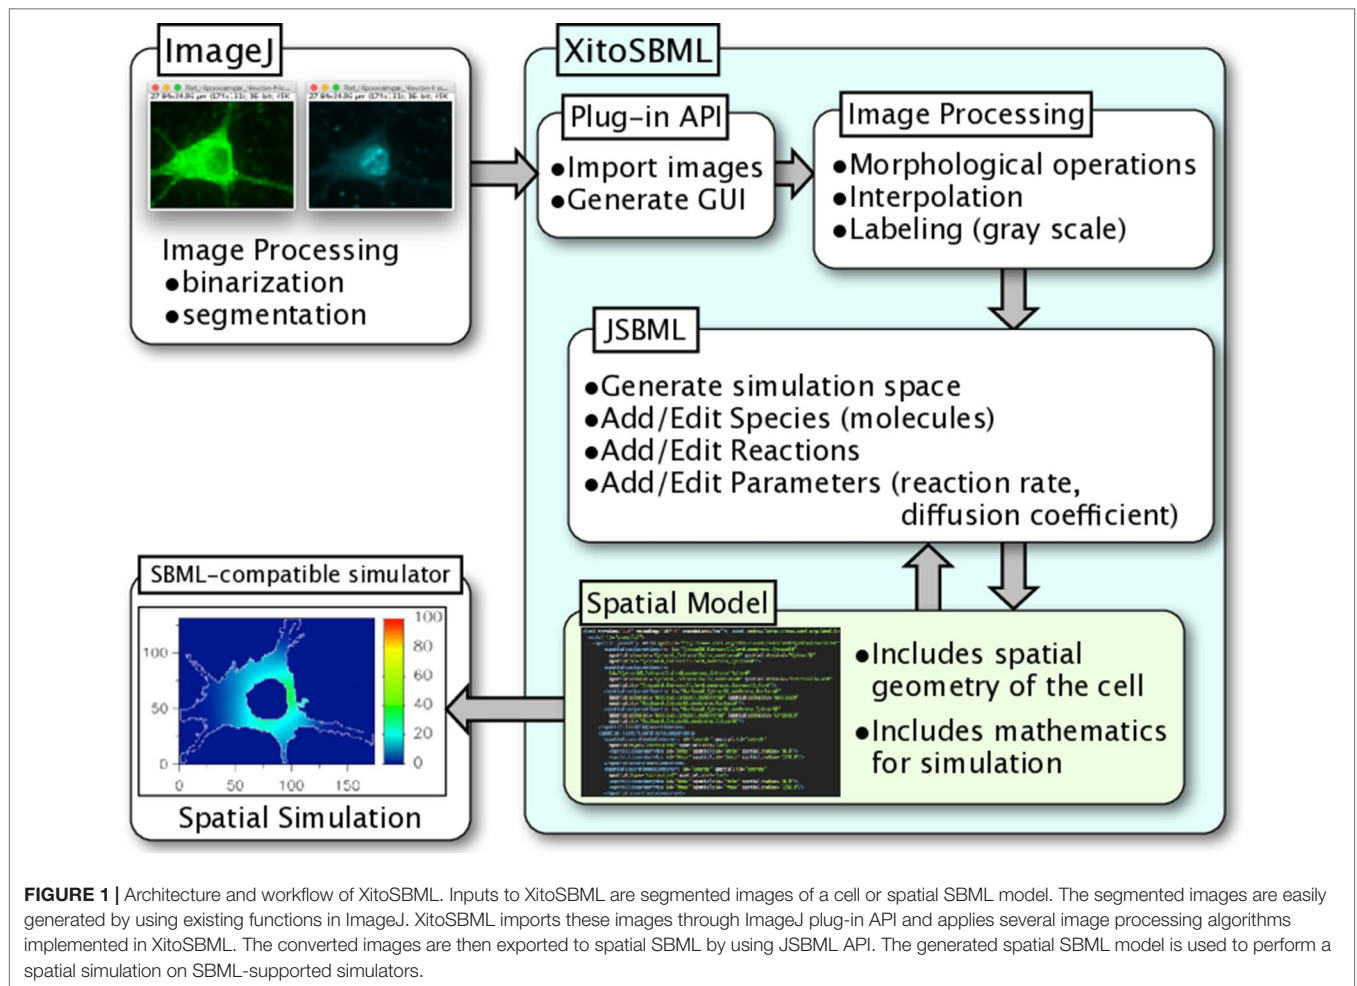 ImageJ
Image Processing
●binarization
●segmentation
XitoSBML
Plug-in API
●Import images
●Generate GUI
Image Processing
●Morphological operations
●Interpolation
●Labeling (gray scale)
JSBML
●Generate simulation space
●Add/Edit Species (molecules)
●Add/Edit Reactions
●Add/Edit Parameters (reaction rate,
diffusion coefficient)
Spatial Model
●Includes spatial
geometry of the cell
●Includes mathematics
for simulation
SBML-compatible simulator
100
50
0
0 50 100 150
100
80
60
40
20
0
Spatial Simulation
FIGURE 1 | Architecture and workflow of XitoSBML. Inputs to XitoSBML are segmented images of a cell or spatial SBML model. The segmented images are easily
generated by using existing functions in ImageJ. XitoSBML imports these images through ImageJ plug-in API and applies several image processing algorithms
implemented in XitoSBML. The converted images are then exported to spatial SBML by using JSBML API. The generated spatial SBML model is used to perform a
spatial simulation on SBML-supported simulators.